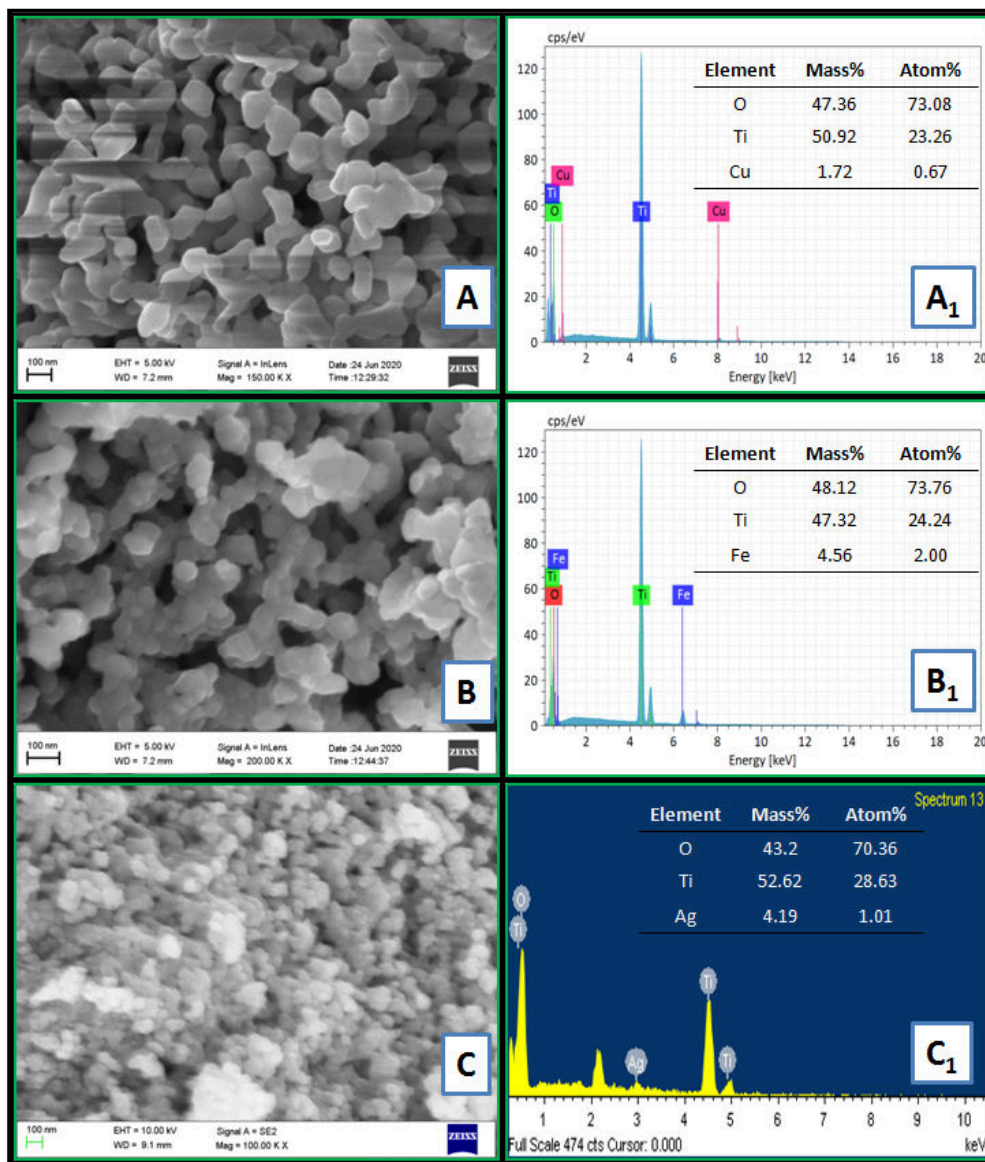 A
100 nm
EHT = 5.00 kV
WD = 7.2 mm
Signal A = InLens
Mag = 150.00 K X
Date :24 Jun 2020
Time :12:29:32
ZEISS
cps/eV
Element Mass% Atom%
O 47.36 73.08
Ti 50.92 23.26
Cu 1.72 0.67
120
100
80
60
40
20
0
Cu
Ti
O
Ti
Cu
A1
2 4 6 8 10 12 14 16 18 20
Energy [keV]
B
100 nm
EHT = 5.00 kV
WD = 7.2 mm
Signal A = InLens
Mag = 200.00 K X
Date :24 Jun 2020
Time :12:44:37
ZEISS
cps/eV
Element Mass% Atom%
O 48.12 73.76
Ti 47.32 24.24
Fe 4.56 2.00
120
100
80
60
40
20
0
Fe
Ti
O
Ti
Fe
B1
2 4 6 8 10 12 14 16 18 20
Energy [keV]
C
100 nm
EHT = 10.00 kV
WD = 9.1 mm
Signal A = SE2
Mag = 100.00 K X
ZEISS
Spectrum 13
Element Mass% Atom%
O 43.2 70.36
Ti 52.62 28.63
Ag 4.19 1.01
O
Ti
Ag
Ti
Ti
C1
1 2 3 4 5 6 7 8 9 10
Full Scale 474 cts Cursor: 0.000
keV